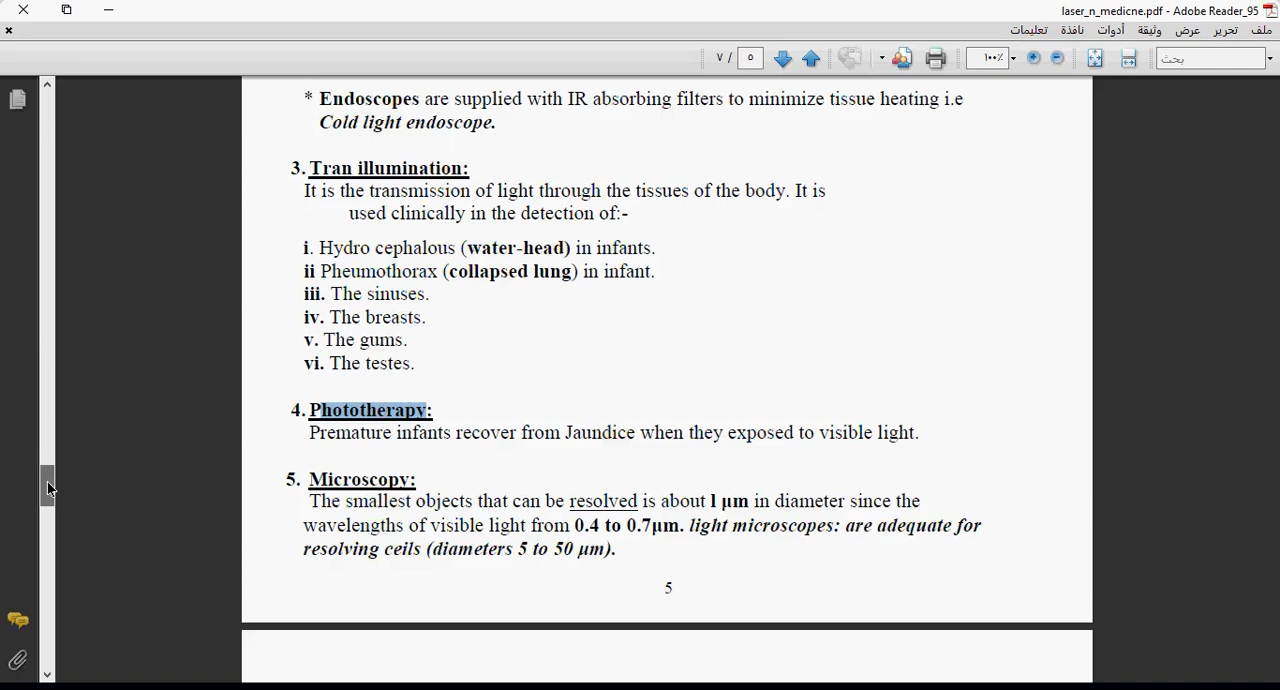 laser_n_medicne.pdf - Adobe Reader_95
ملف تحرير عرض وثيقة أدوات نافذة تعليمات
٧ / ٥ ١٠٠٪ بحث
* Endoscopes are supplied with IR absorbing filters to minimize tissue heating i.e
Cold light endoscope.
3. Tran illumination:
It is the transmission of light through the tissues of the body. It is
used clinically in the detection of:-
i. Hydro cephalous (water-head) in infants.
ii Pheumothorax (collapsed lung) in infant.
iii. The sinuses.
iv. The breasts.
v. The gums.
vi. The testes.
4. Phototherapy:
Premature infants recover from Jaundice when they exposed to visible light.
5. Microscopy:
The smallest objects that can be resolved is about l µm in diameter since the
wavelengths of visible light from 0.4 to 0.7µm. light microscopes: are adequate for
resolving ceils (diameters 5 to 50 µm).
5